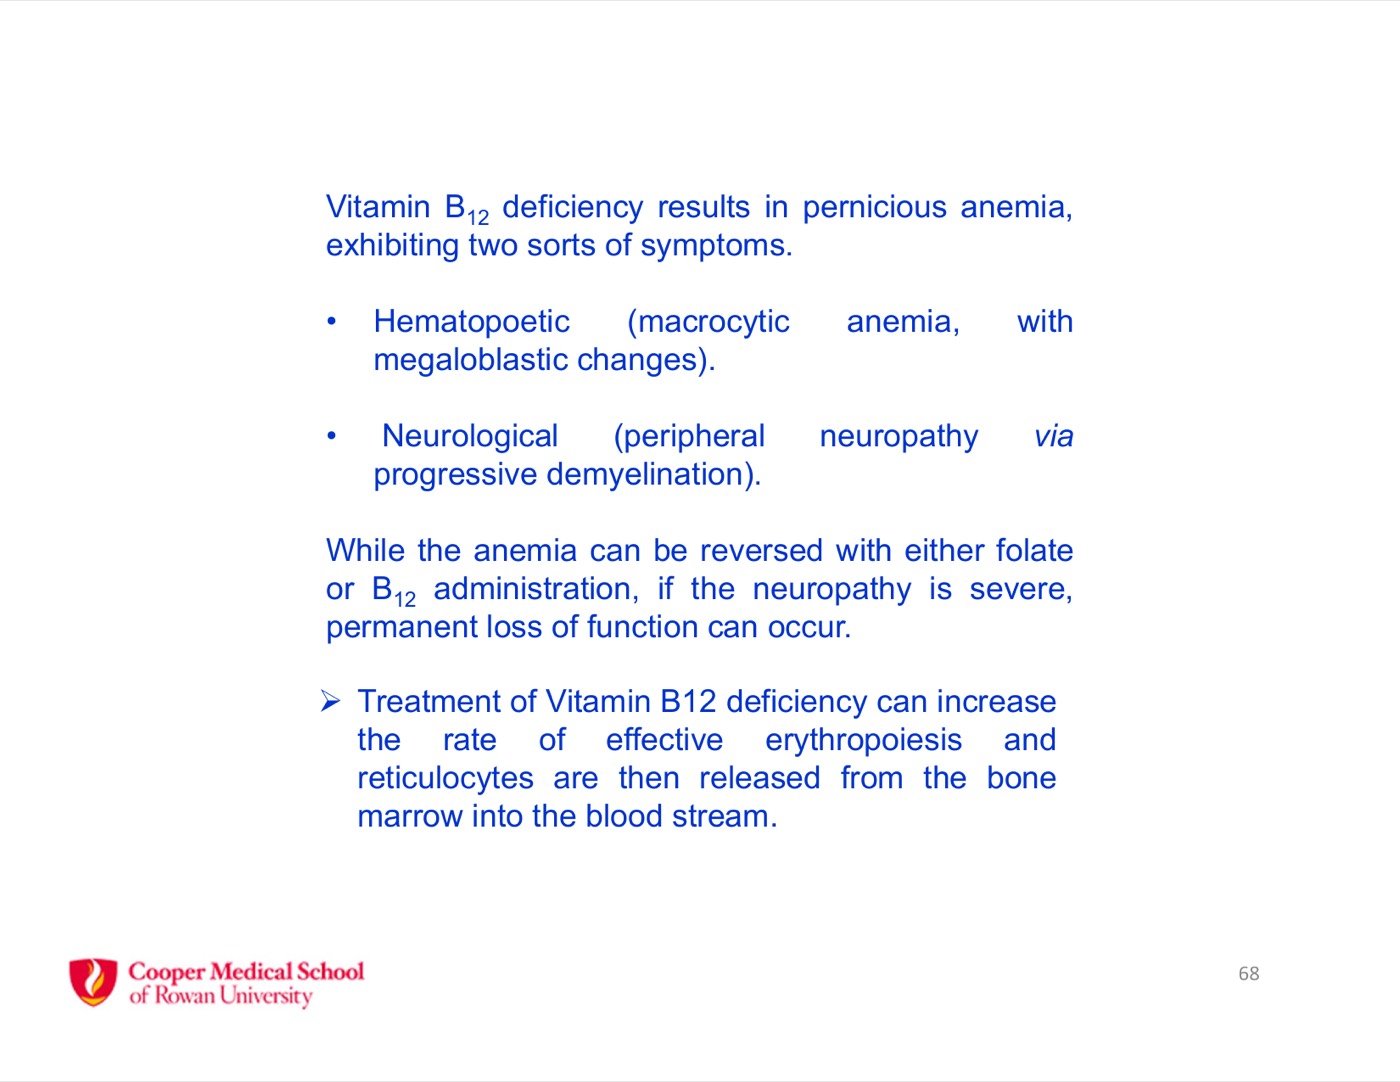 Vitamin B12 deficiency results in pernicious anemia,
exhibiting two sorts of symptoms.
• Hematopoetic (macrocytic anemia, with
megaloblastic changes).
• Neurological (peripheral neuropathy via
progressive demyelination).
While the anemia can be reversed with either folate
or B12 administration, if the neuropathy is severe,
permanent loss of function can occur.
➢ Treatment of Vitamin B12 deficiency can increase
the rate of effective erythropoiesis and
reticulocytes are then released from the bone
marrow into the blood stream.
Cooper Medical School
of Rowan University
68